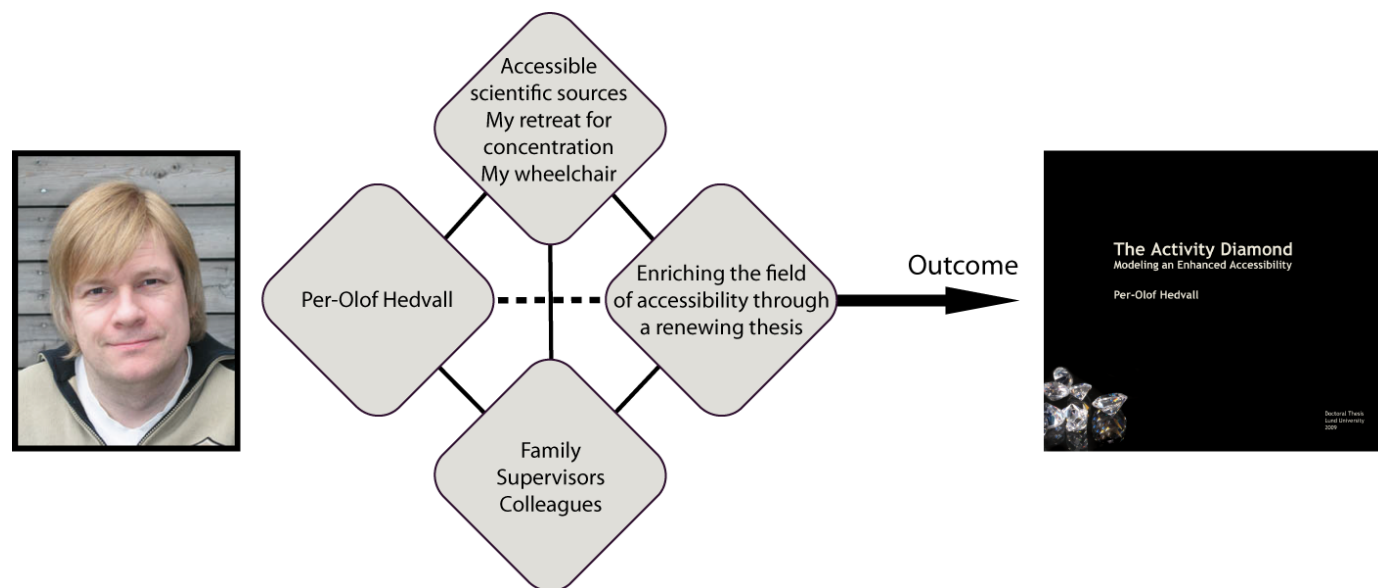 Accessible
scientific sources
My retreat for
concentration
My wheelchair
Per-Olof Hedvall
Enriching the field
of accessibility through
a renewing thesis
Family
Supervisors
Colleagues
Outcome
The Activity Diamond
Modeling an Enhanced Accessibility
Per-Olof Hedvall
Doctoral Thesis
Lund University
2009